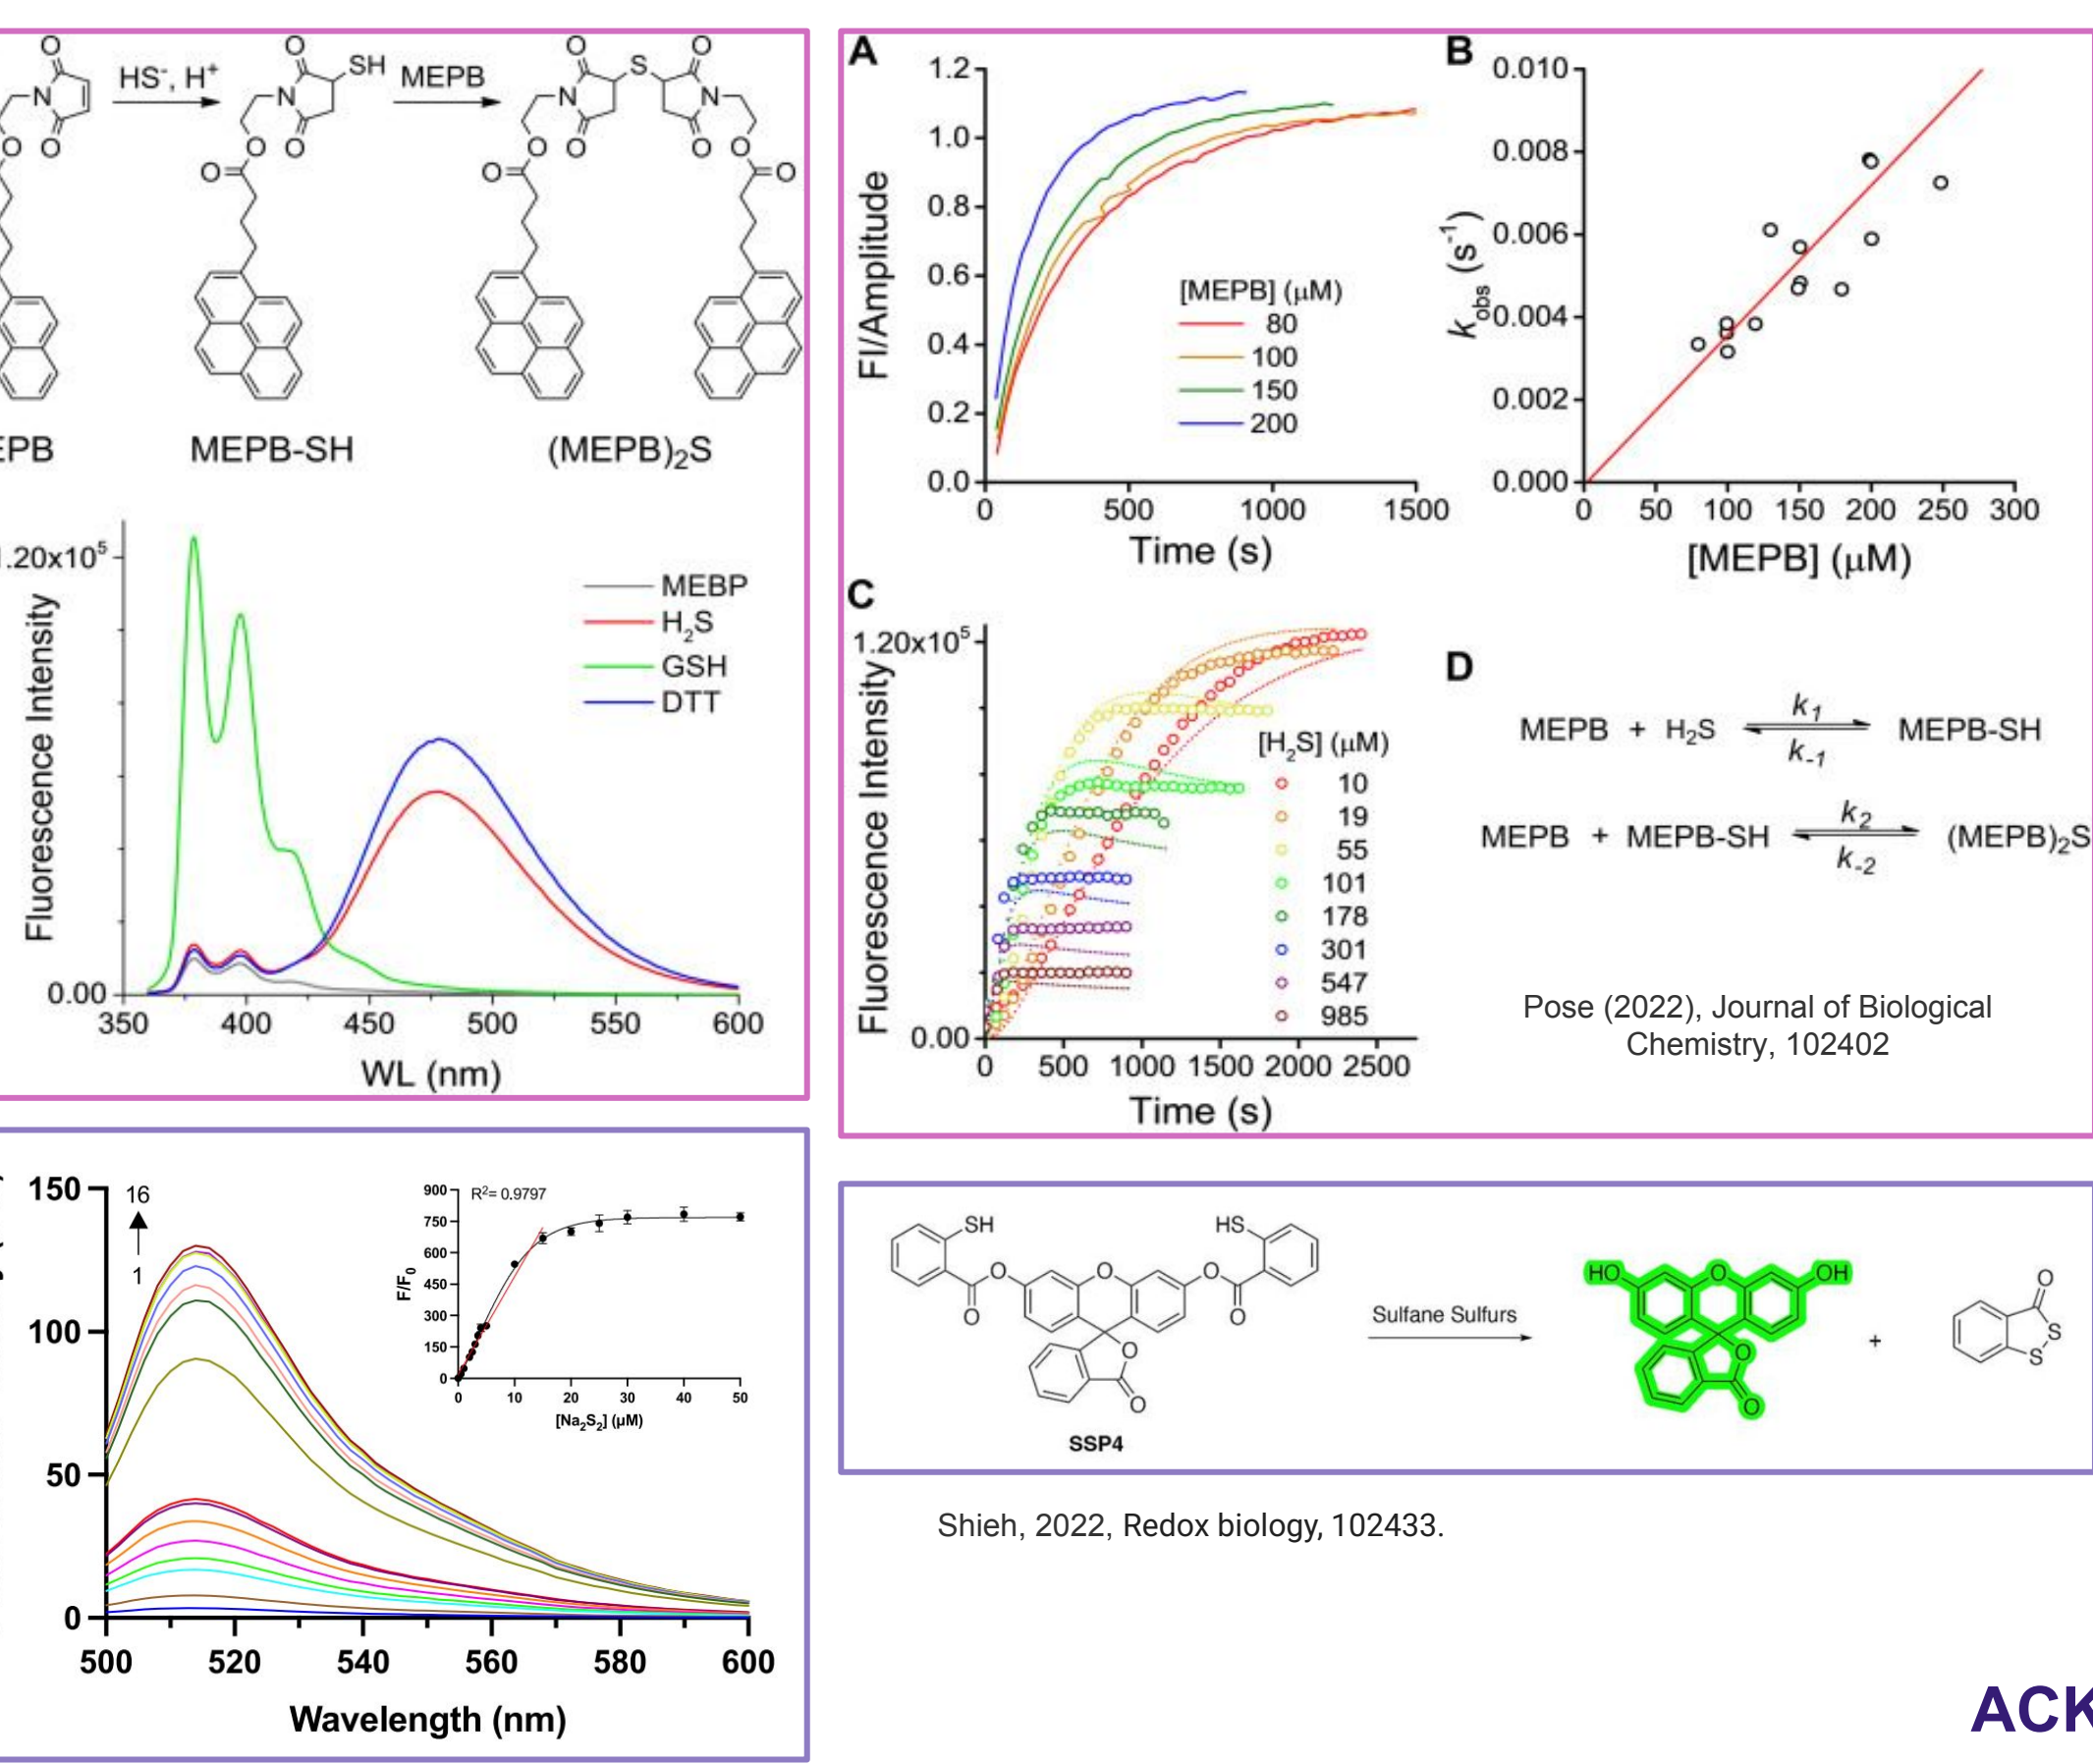 HS⁻, H⁺
MEPB
EPB
MEPB-SH
(MEPB)₂S
O
N
O
O
O
N
O
O
O
SH
O
N
O
O
O
S
O
N
O
O
O
1.20x10⁵
0.00
Fluorescence Intensity
MEBP
H₂S
GSH
DTT
350 400 450 500 550 600
WL (nm)
A
FI/Amplitude
1.2
1.0
0.8
0.6
0.4
0.2
0.0
[MEPB] (μM)
80
100
150
200
0 500 1000 1500
Time (s)
B
k_obs (s⁻¹)
0.010
0.008
0.006
0.004
0.002
0.000
0 50 100 150 200 250 300
[MEPB] (μM)
C
Fluorescence Intensity
1.20x10⁵
0.00
[H₂S] (μM)
10
19
55
101
178
301
547
985
0 500 1000 1500 2000 2500
Time (s)
D
MEPB + H₂S k₁ k₋₁ MEPB-SH
MEPB + MEPB-SH k₂ k₋₂ (MEPB)₂S
Pose (2022), Journal of Biological
Chemistry, 102402
150
100
50
0
16
1
R²= 0.9797
F/F₀
900
750
600
450
300
150
0
0 10 20 30 40 50
[Na₂S₂] (μM)
500 520 540 560 580 600
Wavelength (nm)
SH
HS
O
O
O
O
O
O
O
SSP4
Sulfane Sulfurs
HO
O
OH
O
O
+
O
S
S
Shieh, 2022, Redox biology, 102433.
ACK